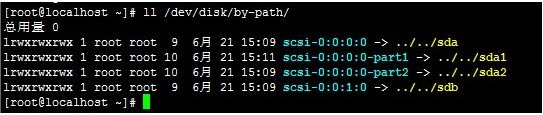 [root@localhost ~]# ll /dev/disk/by-path/
总用量 0
lrwxrwxrwx 1 root root  9  6月 21 15:09 scsi-0:0:0:0 -> ../../sda
lrwxrwxrwx 1 root root 10  6月 21 15:11 scsi-0:0:0:0-part1 -> ../../sda1
lrwxrwxrwx 1 root root 10  6月 21 15:09 scsi-0:0:0:0-part2 -> ../../sda2
lrwxrwxrwx 1 root root  9  6月 21 15:09 scsi-0:0:1:0 -> ../../sdb
[root@localhost ~]#